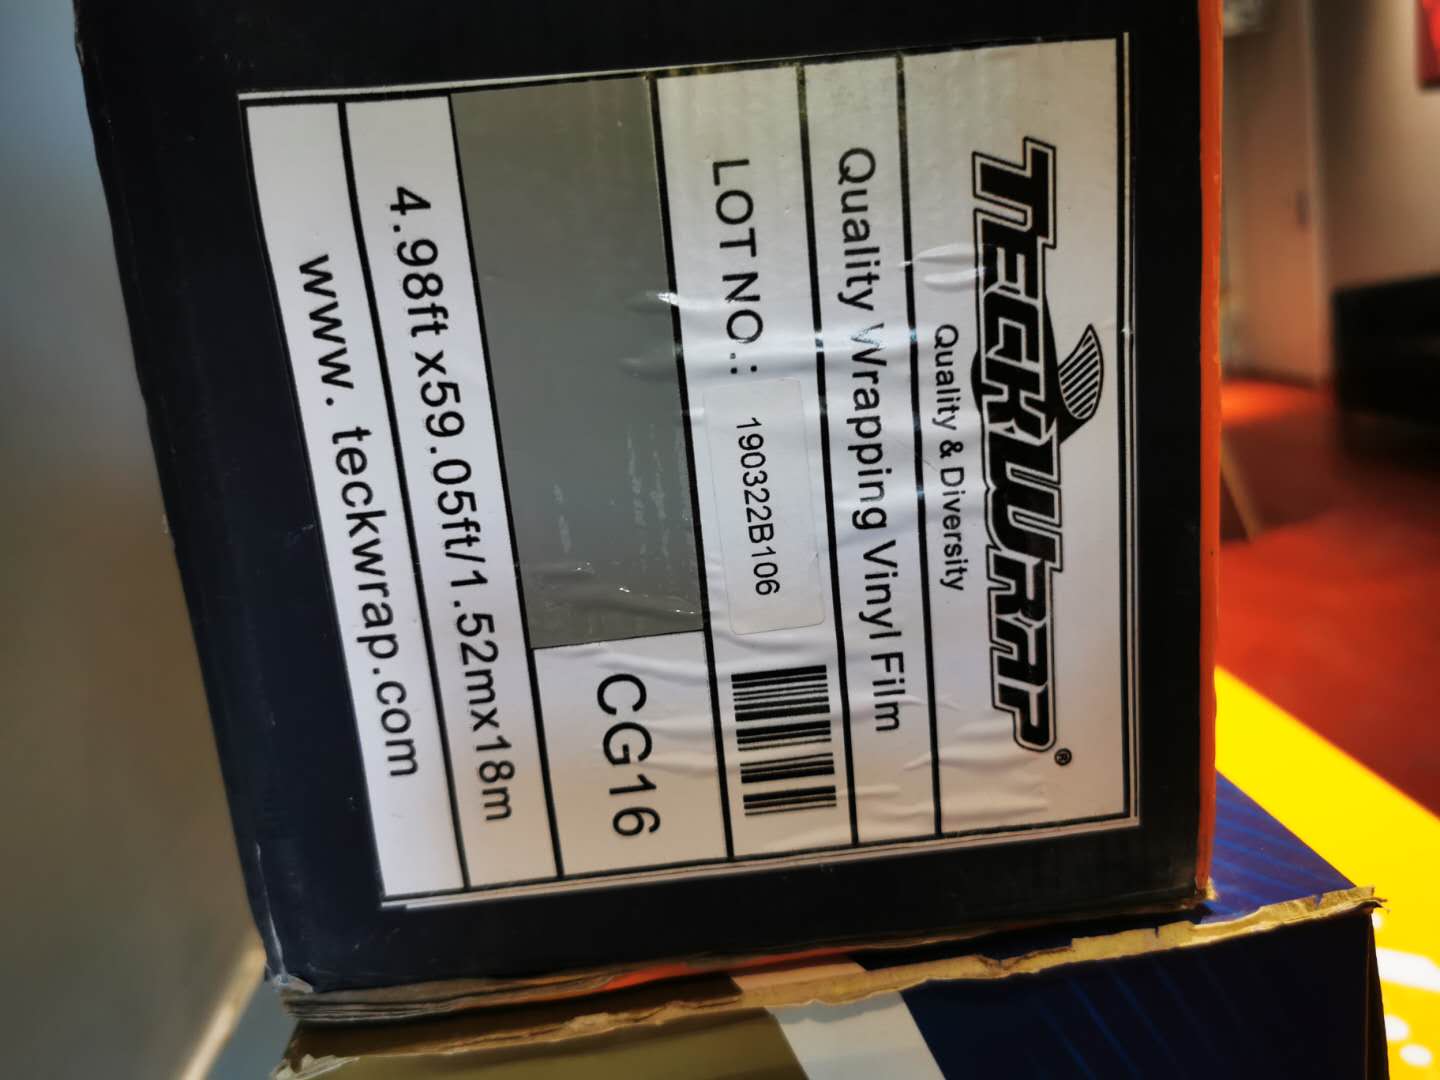 TECKWRAP®
Quality & Diversity
Quality Wrapping Vinyl Film
LOT NO.: 190322B106
CG16
4.98ft x59.05ft/1.52mx18m
www. teckwrap.com